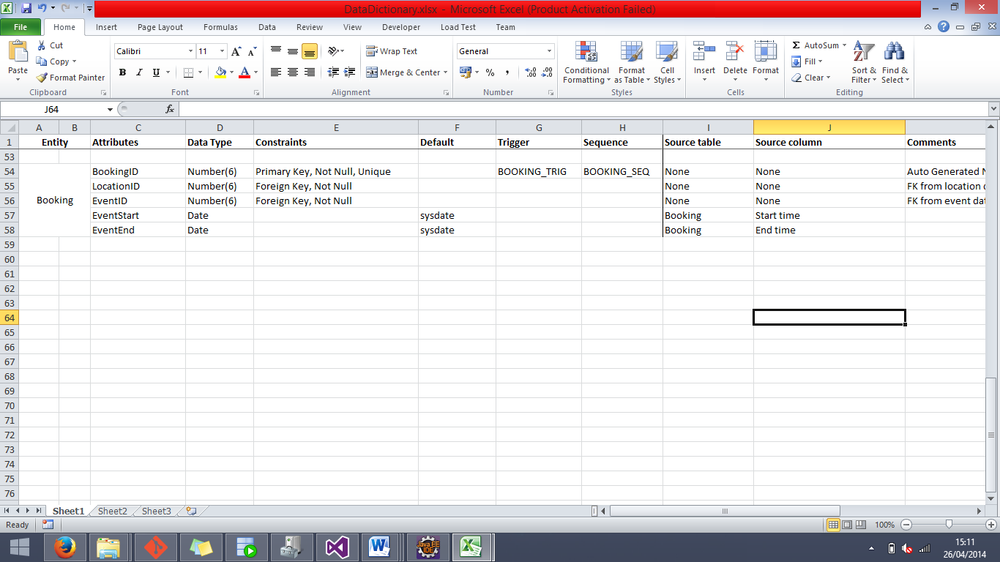 DataDictionary.xlsx - Microsoft Excel (Product Activation Failed)
File Home Insert Page Layout Formulas Data Review View Developer Load Test Team
Paste Cut Copy Format Painter
Calibri 11
B I U
Wrap Text
Merge & Center
General
% ,
Conditional Formatting Format as Table Cell Styles
Insert Delete Format
Σ AutoSum Fill Clear
Sort & Filter Find & Select
Clipboard Font Alignment Number Styles Cells Editing
J64 fx
A B C D E F G H I J
1 Entity Attributes Data Type Constraints Default Trigger Sequence Source table Source column Comments
53
54 BookingID Number(6) Primary Key, Not Null, Unique BOOKING_TRIG BOOKING_SEQ None None Auto Generated N
55 LocationID Number(6) Foreign Key, Not Null None None FK from location
56 Booking EventID Number(6) Foreign Key, Not Null None None FK from event dat
57 EventStart Date sysdate Booking Start time
58 EventEnd Date sysdate Booking End time
59
60
61
62
63
64
65
66
67
68
69
70
71
72
73
74
75
76
Sheet1 Sheet2 Sheet3
Ready 100%
Java EE IDE
15:11
26/04/2014